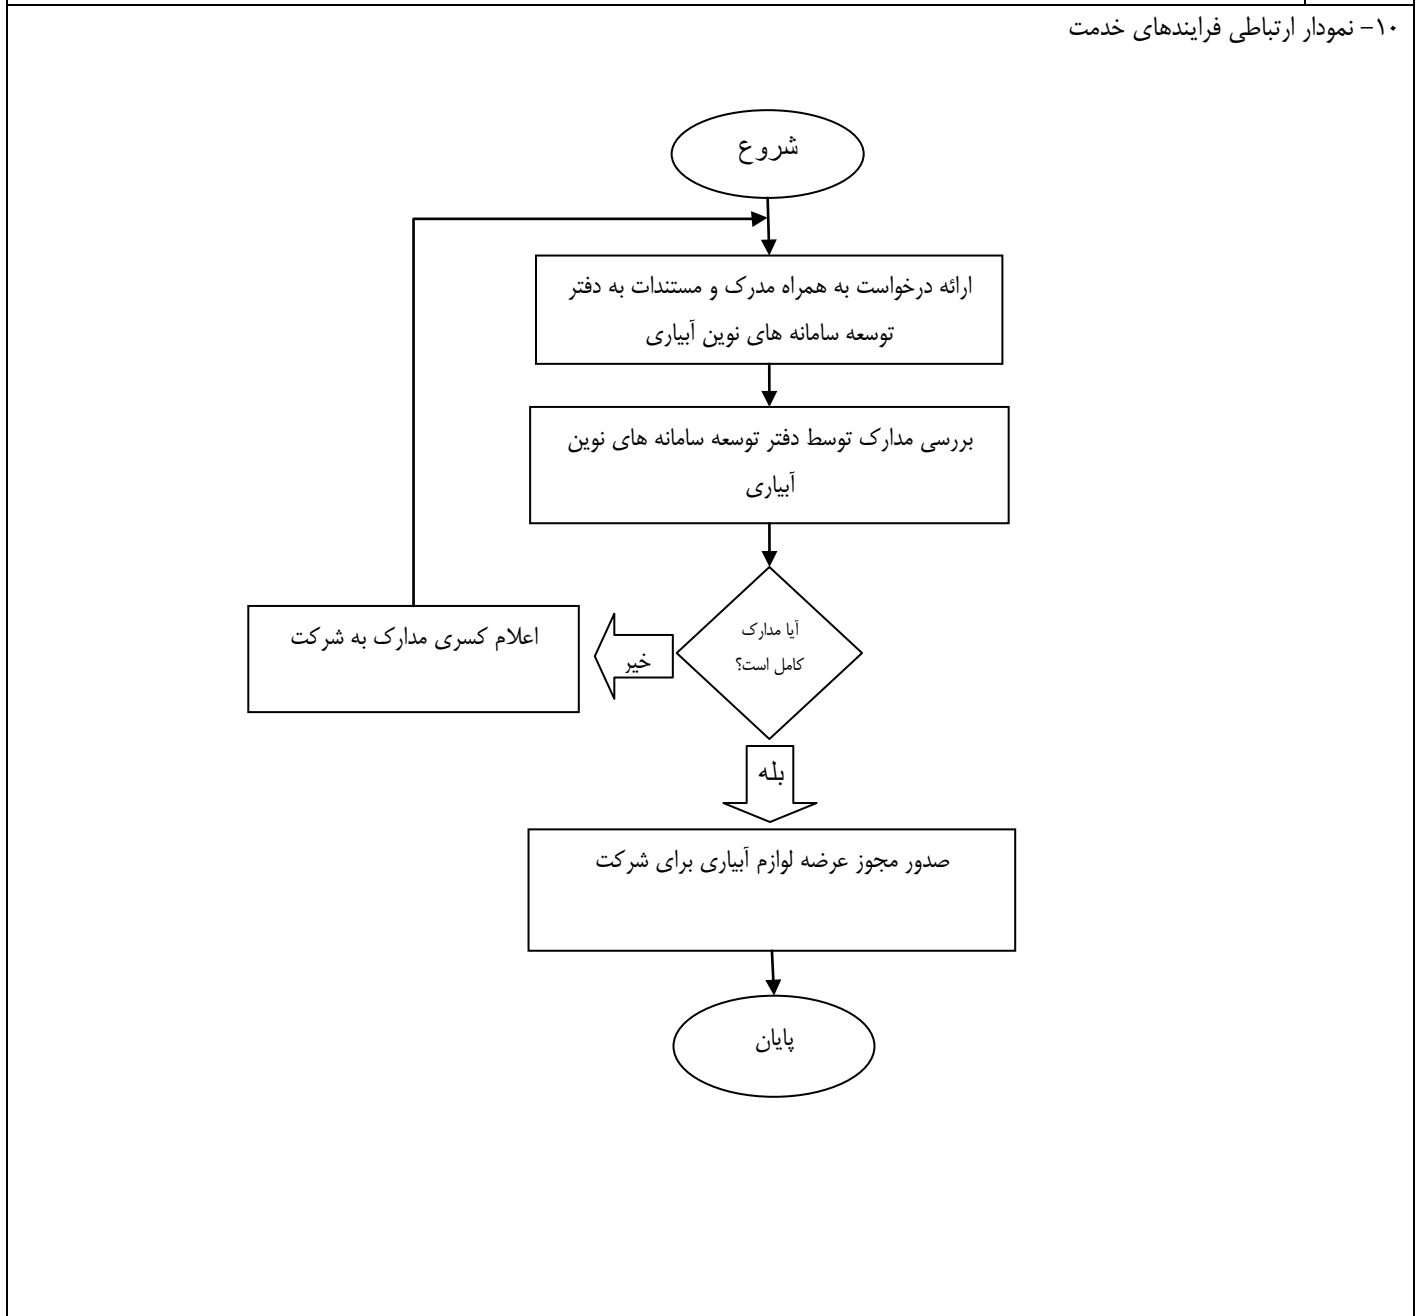 ۱۰- نمودار ارتباطی فرایندهای خدمت
شروع
ارائه درخواست به همراه مدرک و مستندات به دفتر
توسعه سامانه های نوین آبیاری
بررسی مدارک توسط دفتر توسعه سامانه های نوین
آبیاری
آیا مدارک
کامل است؟
خیر
اعلام کسری مدارک به شرکت
بله
صدور مجوز عرضه لوازم آبیاری برای شرکت
پایان